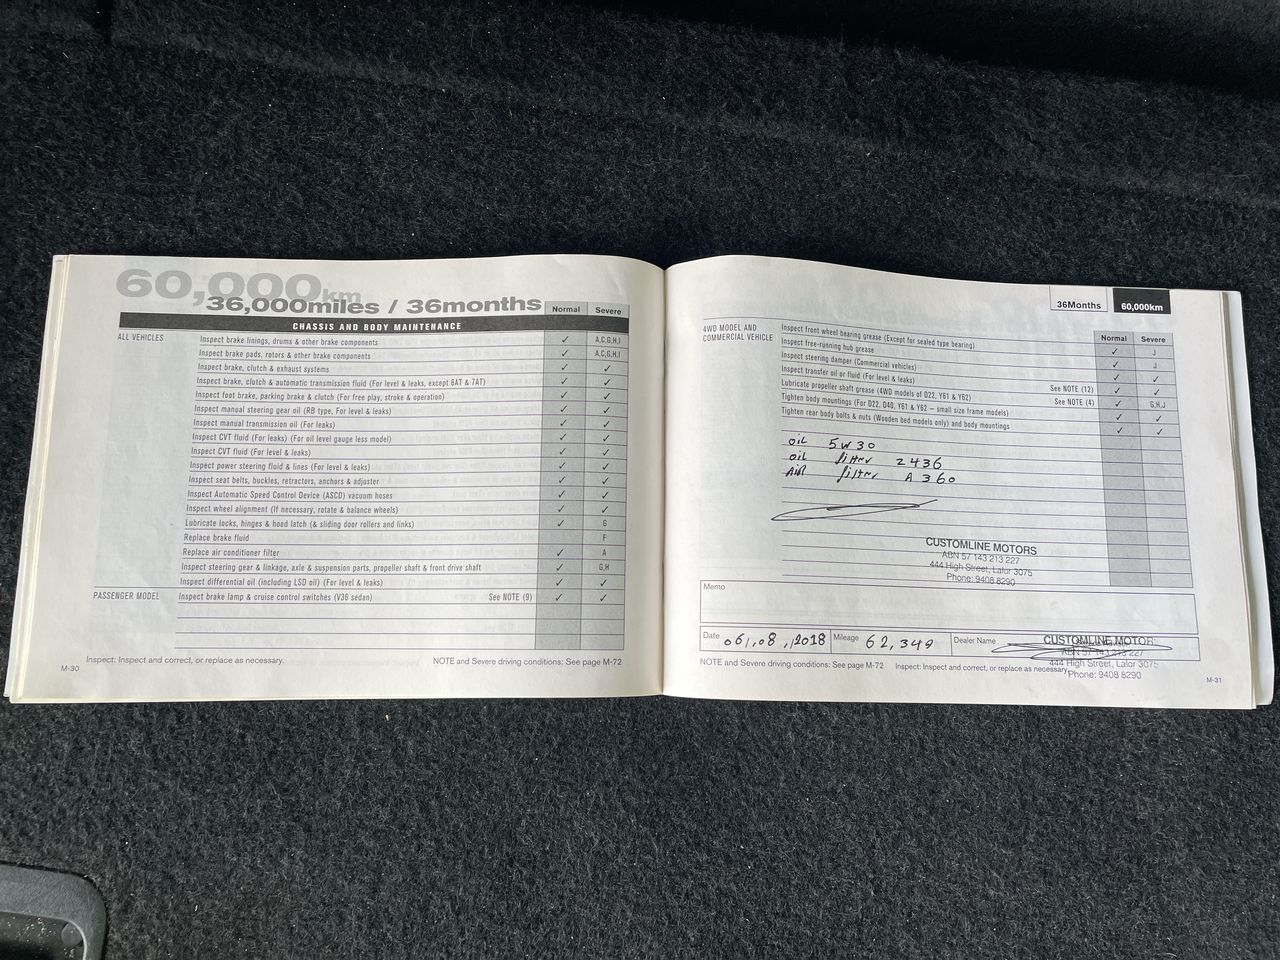 60,000km
36,000miles / 36months
Normal Severe
CHASSIS AND BODY MAINTENANCE
ALL VEHICLES
Inspect brake linings, drums & other brake components ✓ A,C,G,H,I
Inspect brake pads, rotors & other brake components ✓ A,C,G,H,I
Inspect brake, clutch & exhaust systems ✓ ✓
Inspect brake, clutch & automatic transmission fluid (For level & leaks, except 6AT & 7AT) ✓ ✓
Inspect foot brake, parking brake & clutch (For free play, stroke & operation) ✓ ✓
Inspect manual steering gear oil (RB type, For level & leaks) ✓ ✓
Inspect manual transmission oil (For leaks) ✓ ✓
Inspect CVT fluid (For leaks) (For oil level gauge less model) ✓ ✓
Inspect CVT fluid (For level & leaks) ✓ ✓
Inspect power steering fluid & lines (For level & leaks) ✓ ✓
Inspect seat belts, buckles, retractors, anchors & adjuster ✓ ✓
Inspect Automatic Speed Control Device (ASCD) vacuum hoses ✓ ✓
Inspect wheel alignment (If necessary, rotate & balance wheels) ✓ ✓
Lubricate locks, hinges & hood latch (& sliding door rollers and links) ✓ G
Replace brake fluid F
Replace air conditioner filter ✓ A
Inspect steering gear & linkage, axle & suspension parts, propeller shaft & front drive shaft ✓ G,H
Inspect differential oil (including LSD oil) (For level & leaks) ✓ ✓
PASSENGER MODEL Inspect brake lamp & cruise control switches (V36 sedan) See NOTE (9) ✓ ✓
Inspect: Inspect and correct, or replace as necessary. NOTE and Severe driving conditions: See page M-72
M-30
36Months 60,000km
Normal Severe
4WD MODEL AND
COMMERCIAL VEHICLE
Inspect front wheel bearing grease (Except for sealed type bearing) ✓ J
Inspect free-running hub grease ✓ J
Inspect steering damper (Commercial vehicles) ✓ ✓
Inspect transfer oil or fluid (For level & leaks) ✓ ✓
Lubricate propeller shaft grease (4WD models of D22, Y61 & Y62) See NOTE (12) ✓ G,H,J
Tighten body mountings (For D22, D40, Y61 & Y62 – small size frame models) See NOTE (4) ✓ ✓
Tighten rear body bolts & nuts (Wooden bed models only) and body mountings ✓ ✓
oil 5W30
oil filter 2436
AIR filter A360
CUSTOMLINE MOTORS
ABN 57 143 213 227
444 High Street, Lalor 3075
Phone: 9408 8290
Memo
Date 06,08,2018 Mileage 62,349 Dealer Name
CUSTOMLINE MOTORS
ABN 57 143 213 227
444 High Street, Lalor 3075
Phone: 9408 8290
NOTE and Severe driving conditions: See page M-72 Inspect: Inspect and correct, or replace as necessary
M-31